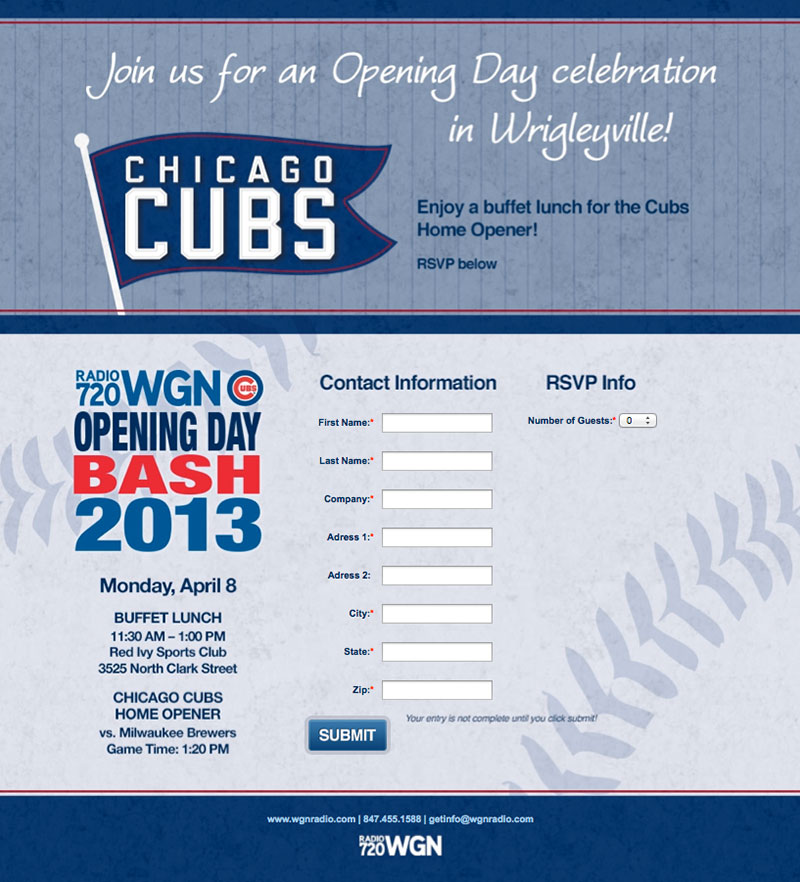 Join us for an Opening Day celebration
in Wrigleyville!
CHICAGO
CUBS
Enjoy a buffet lunch for the Cubs
Home Opener!
RSVP below
RADIO
720 WGN
CUBS
OPENING DAY
BASH
2013
Monday, April 8
BUFFET LUNCH
11:30 AM – 1:00 PM
Red Ivy Sports Club
3525 North Clark Street
CHICAGO CUBS
HOME OPENER
vs. Milwaukee Brewers
Game Time: 1:20 PM
Contact Information
First Name:*
Last Name:*
Company:*
Adress 1:*
Adress 2:
City:*
State:*
Zip:*
RSVP Info
Number of Guests:* 0
SUBMIT
Your entry is not complete until you click submit!
www.wgnradio.com | 847.455.1588 | getinfo@wgnradio.com
RADIO
720 WGN